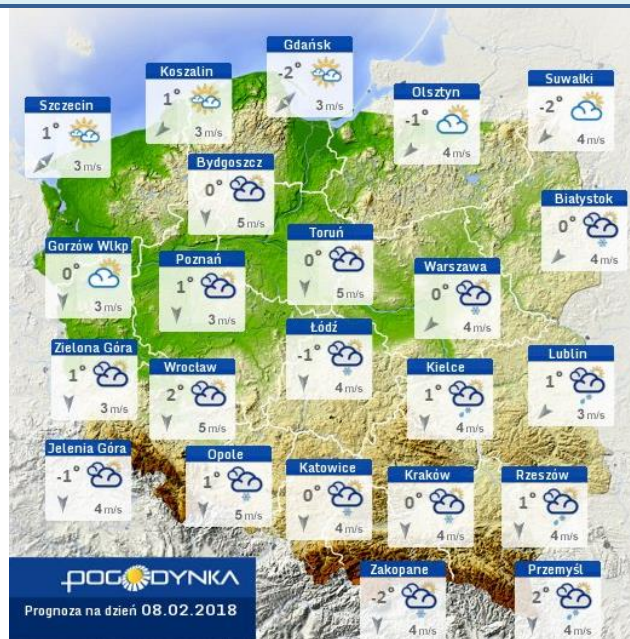 Gdańsk
-2°
3 m/s
Koszalin
1°
3 m/s
Szczecin
1°
3 m/s
Olsztyn
-1°
4 m/s
Suwałki
-2°
4 m/s
Bydgoszcz
0°
5 m/s
Białystok
0°
4 m/s
Gorzów Wlkp
0°
3 m/s
Poznań
1°
3 m/s
Toruń
0°
5 m/s
Warszawa
0°
4 m/s
Łódź
-1°
4 m/s
Zielona Góra
1°
3 m/s
Wrocław
2°
5 m/s
Kielce
1°
4 m/s
Lublin
1°
3 m/s
Jelenia Góra
-1°
4 m/s
Opole
1°
5 m/s
Katowice
0°
4 m/s
Kraków
0°
4 m/s
Rzeszów
1°
4 m/s
Zakopane
-2°
4 m/s
Przemyśl
2°
4 m/s
POGODYNKA
Prognoza na dzień 08.02.2018